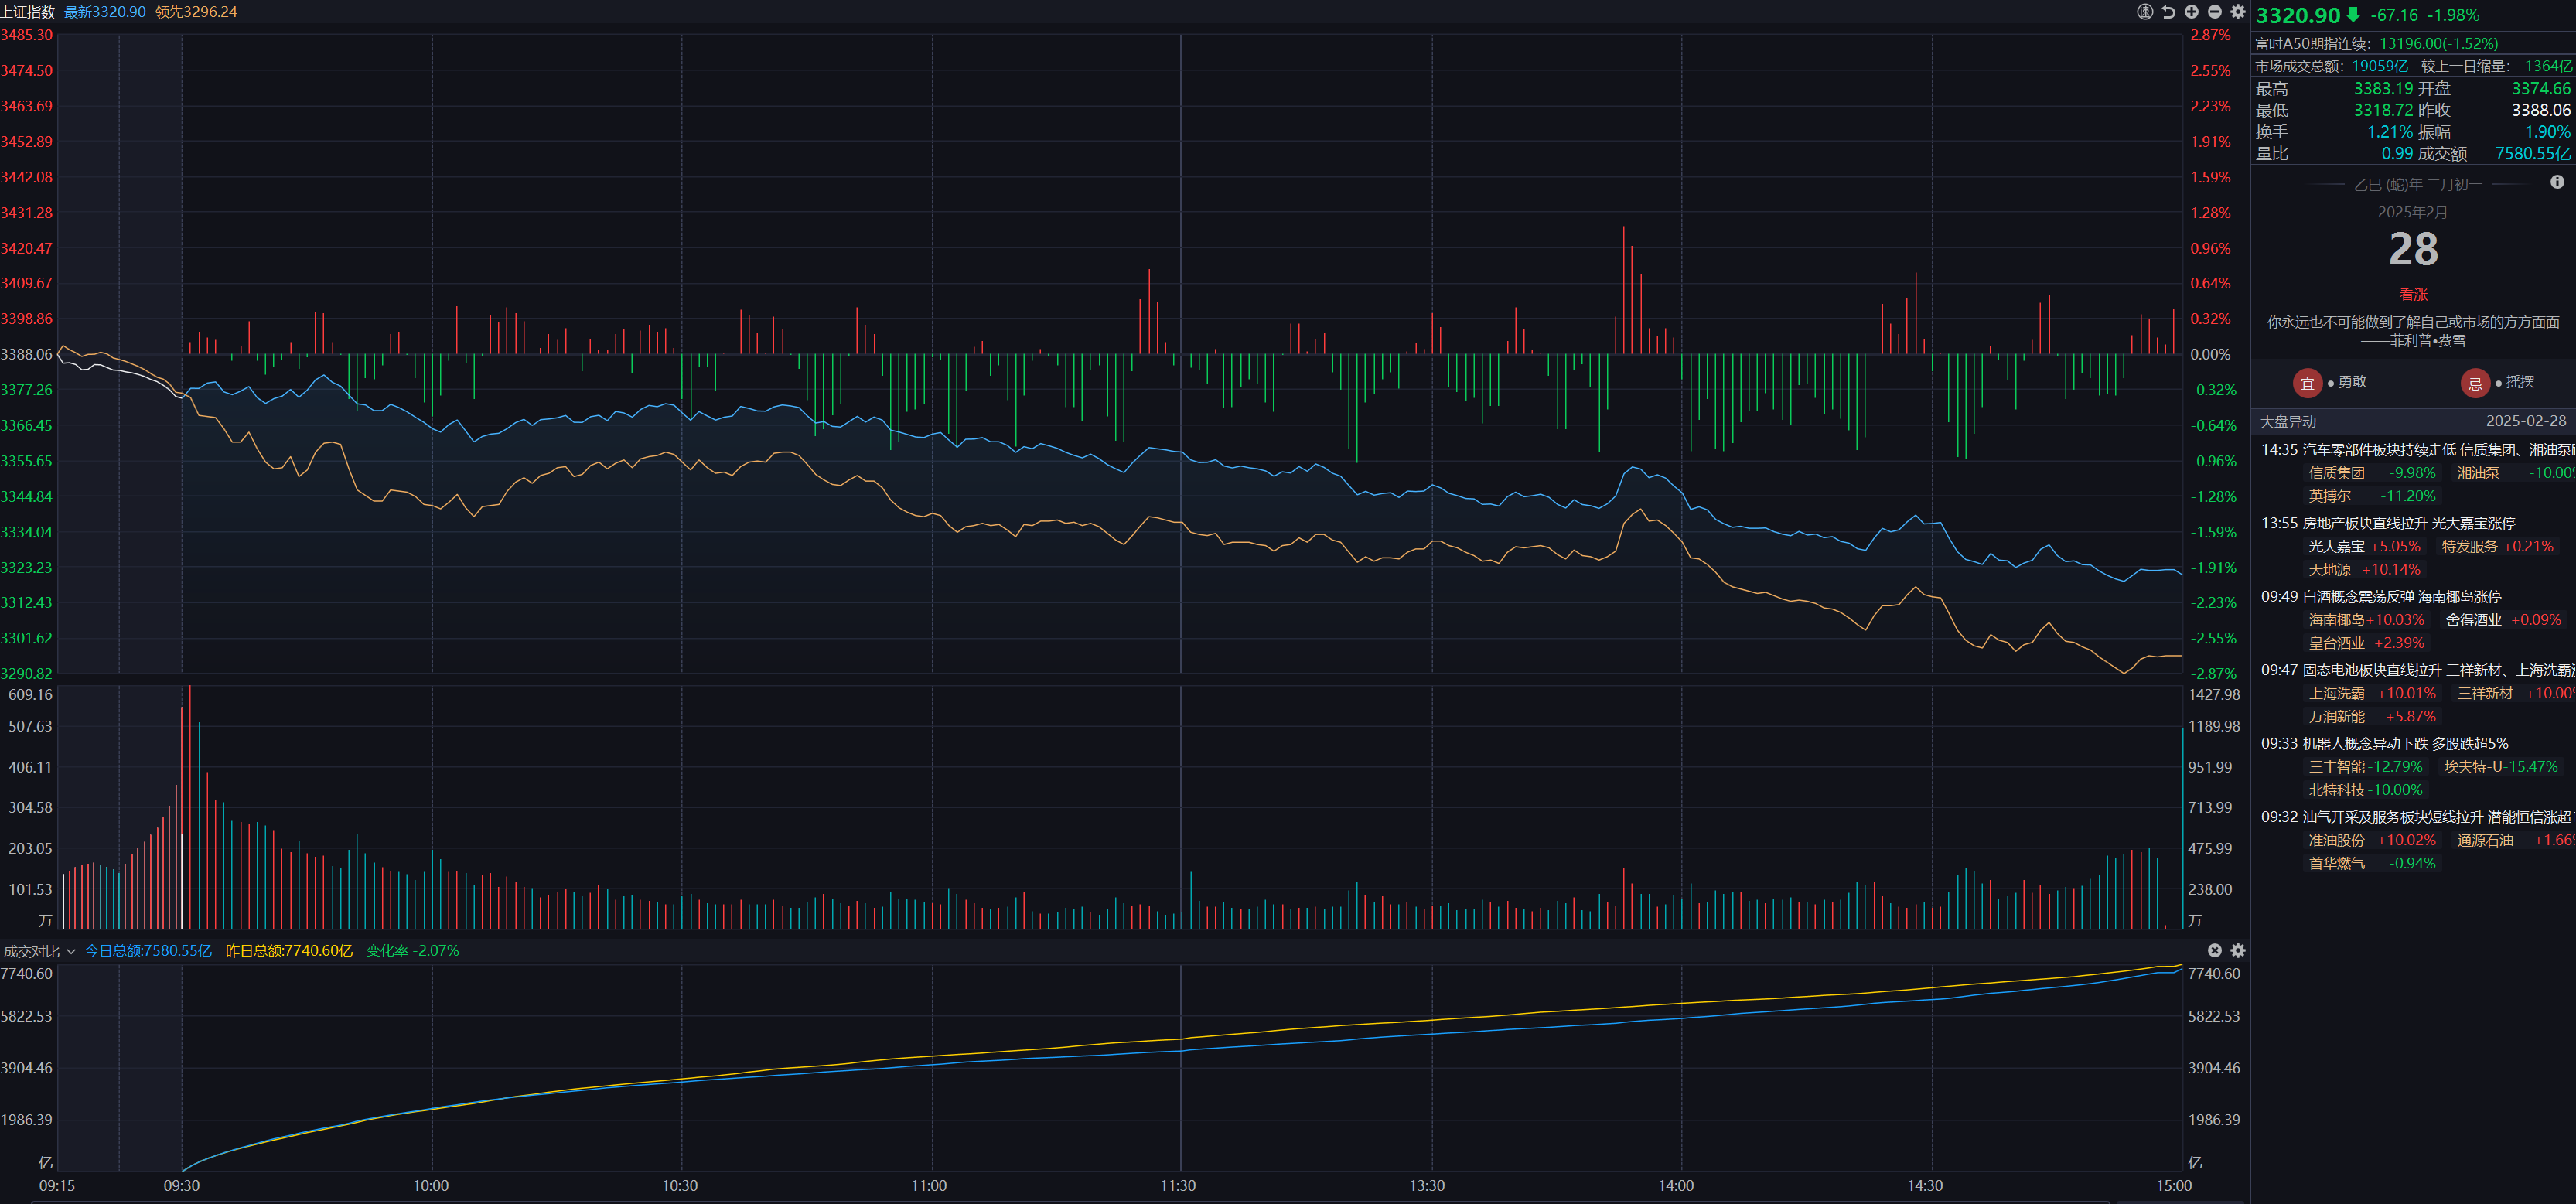 上证指数 最新3320.90 领先3296.24
3485.30 2.87%
3474.50 2.55%
3463.69 2.23%
3452.89 1.91%
3442.08 1.59%
3431.28 1.28%
3420.47 0.96%
3409.67 0.64%
3398.86 0.32%
3388.06 0.00%
3377.26 -0.32%
3366.45 -0.64%
3355.65 -0.96%
3344.84 -1.28%
3334.04 -1.59%
3323.23 -1.91%
3312.43 -2.23%
3301.62 -2.55%
3290.82 -2.87%
609.16 1427.98
507.63 1189.98
406.11 951.99
304.58 713.99
203.05 475.99
101.53 238.00
万 万
成交对比 今日总额:7580.55亿 昨日总额:7740.60亿 变化率 -2.07%
7740.60 7740.60
5822.53 5822.53
3904.46 3904.46
1986.39 1986.39
亿 亿
09:15 09:30 10:00 10:30 11:00 11:30 13:30 14:00 14:30 15:00
3320.90 -67.16 -1.98%
富时A50期指连续: 13196.00(-1.52%)
市场成交总额: 19059亿 较上一日缩量: -1364亿
最高 3383.19 开盘 3374.66
最低 3318.72 昨收 3388.06
换手 1.21% 振幅 1.90%
量比 0.99 成交额 7580.55亿
乙巳 (蛇)年 二月初一
2025年2月
28
看涨
你永远也不可能做到了解自己或市场的方方面面
——菲利普•费雪
宜 • 勇敢 忌 • 摇摆
大盘异动 2025-02-28
14:35 汽车零部件板块持续走低 信质集团、湘油泵
信质集团 -9.98% 湘油泵 -10.00
英搏尔 -11.20%
13:55 房地产板块直线拉升 光大嘉宝涨停
光大嘉宝 +5.05% 特发服务 +0.21%
天地源 +10.14%
09:49 白酒概念震荡反弹 海南椰岛涨停
海南椰岛 +10.03% 舍得酒业 +0.09%
皇台酒业 +2.39%
09:47 固态电池板块直线拉升 三祥新材、上海洗霸
上海洗霸 +10.01% 三祥新材 +10.00
万润新能 +5.87%
09:33 机器人概念异动下跌 多股跌超5%
三丰智能 -12.79% 埃夫特-U -15.47%
北特科技 -10.00%
09:32 油气开采及服务板块短线拉升 潜能恒信涨超
准油股份 +10.02% 通源石油 +1.66
首华燃气 -0.94%